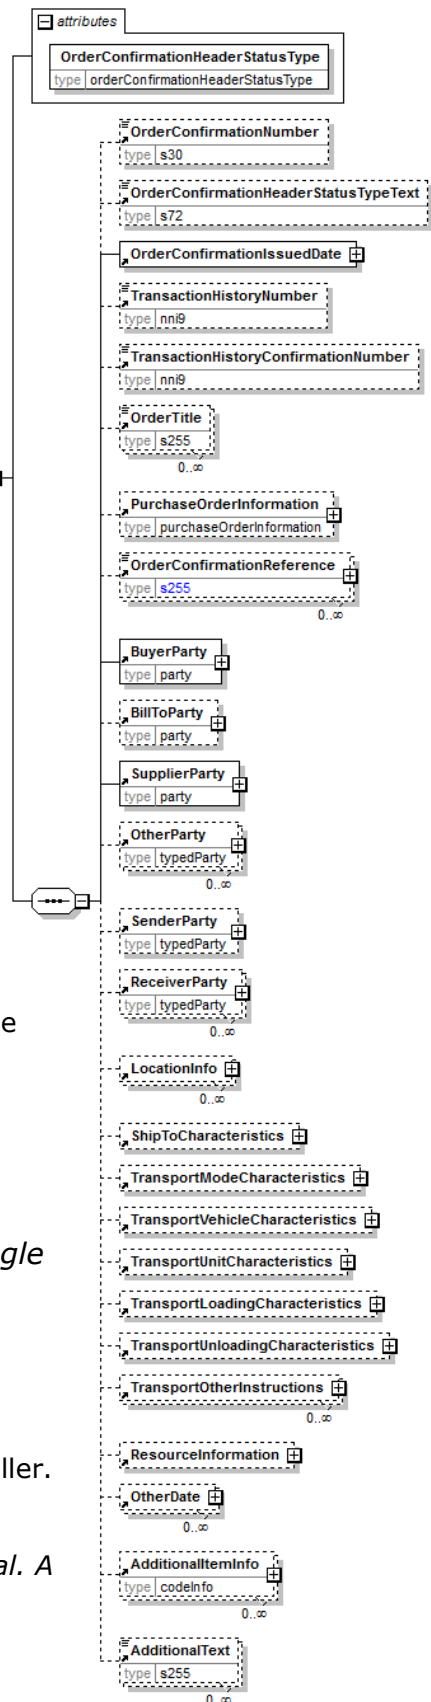 attributes
OrderConfirmationHeaderStatusType
type orderConfirmationHeaderStatusType
OrderConfirmationNumber
type s30
OrderConfirmationHeaderStatusTypeText
type s72
OrderConfirmationIssuedDate
TransactionHistoryNumber
type nni9
TransactionHistoryConfirmationNumber
type nni9
OrderTitle
type s255
0..∞
PurchaseOrderInformation
type purchaseOrderInformation
OrderConfirmationReference
type s255
0..∞
BuyerParty
type party
BillToParty
type party
SupplierParty
type party
OtherParty
type typedParty
0..∞
SenderParty
type typedParty
ReceiverParty
type typedParty
e
0..∞
LocationInfo
0..∞
ShipToCharacteristics
TransportModeCharacteristics
TransportVehicleCharacteristics
gle
TransportUnitCharacteristics
TransportLoadingCharacteristics
TransportUnloadingCharacteristics
TransportOtherInstructions
0..∞
ResourceInformation
ller.
OtherDate
0..∞
AdditionalItemInfo
al. A
type codeInfo
0..∞
AdditionalText
type s255
0..∞